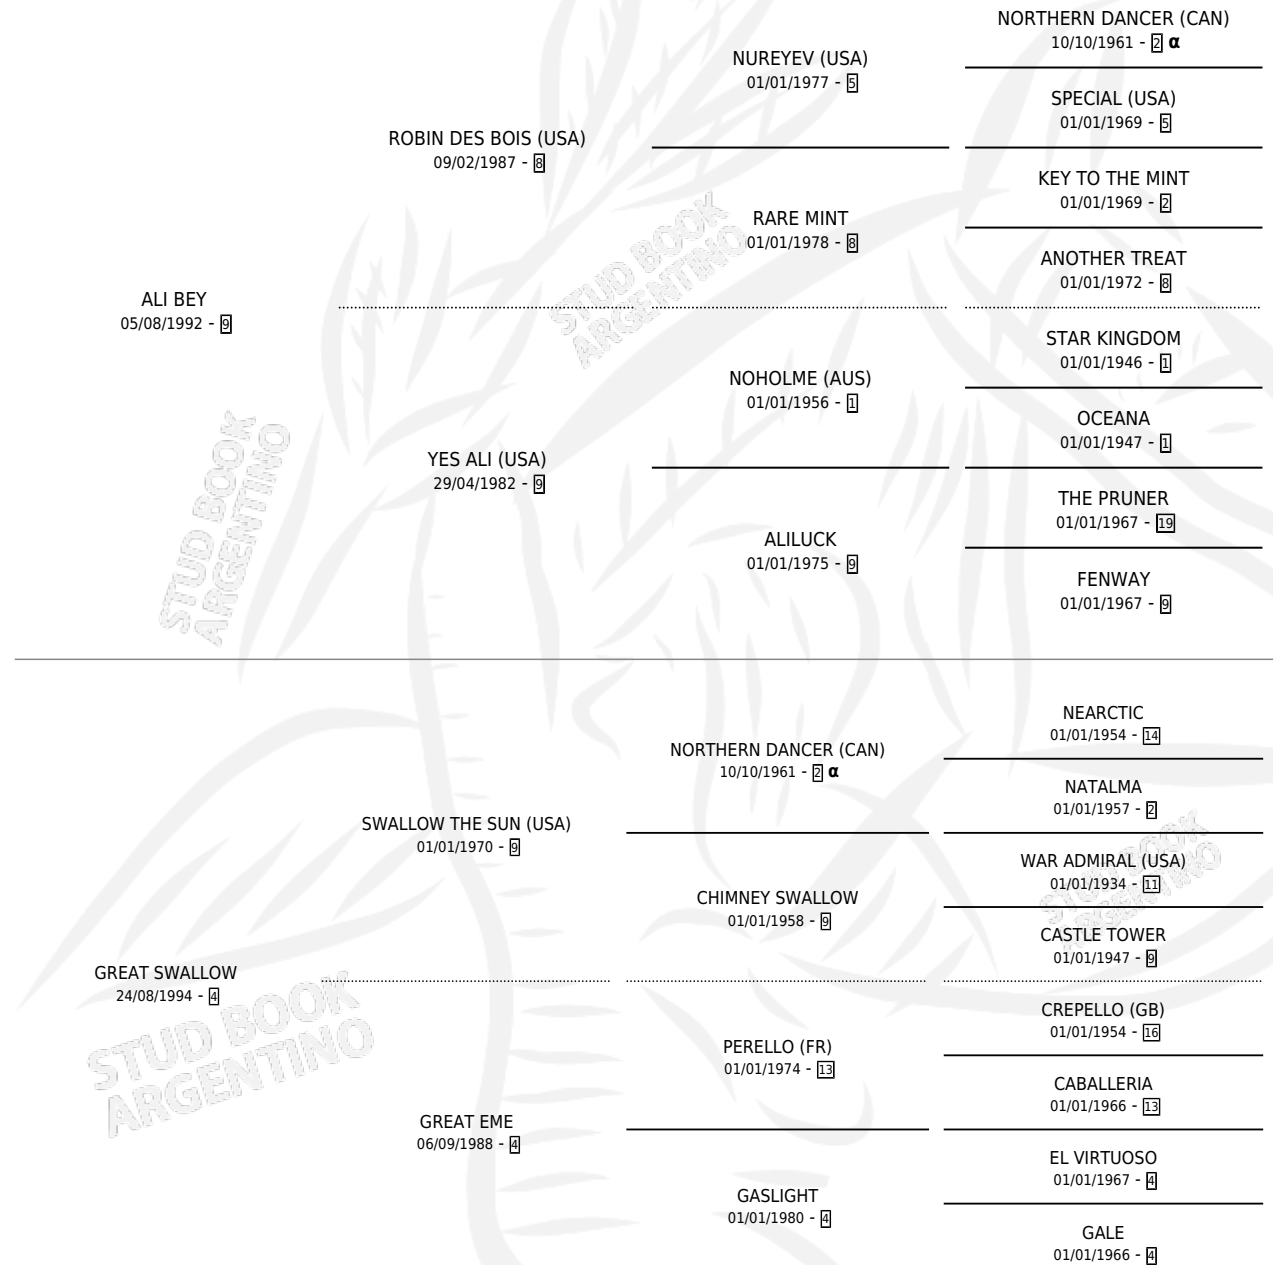 NORTHERN DANCER (CAN)
10/10/1961 - 2 α
NUREYEV (USA)
01/01/1977 - 5
SPECIAL (USA)
01/01/1969 - 5
ROBIN DES BOIS (USA)
09/02/1987 - 8
KEY TO THE MINT
01/01/1969 - 2
RARE MINT
01/01/1978 - 8
ANOTHER TREAT
01/01/1972 - 8
ALI BEY
05/08/1992 - 9
STAR KINGDOM
01/01/1946 - 1
NOHOLME (AUS)
01/01/1956 - 1
OCEANA
01/01/1947 - 1
YES ALI (USA)
29/04/1982 - 9
THE PRUNER
01/01/1967 - 19
ALILUCK
01/01/1975 - 9
FENWAY
01/01/1967 - 9
STUD BOOK
ARGENTINO
STUD BOOK
ARGENTINO
NEARCTIC
01/01/1954 - 14
NORTHERN DANCER (CAN)
10/10/1961 - 2 α
NATALMA
01/01/1957 - 2
SWALLOW THE SUN (USA)
01/01/1970 - 9
WAR ADMIRAL (USA)
01/01/1934 - 11
CHIMNEY SWALLOW
01/01/1958 - 9
CASTLE TOWER
01/01/1947 - 9
GREAT SWALLOW
24/08/1994 - 4
CREPELLO (GB)
01/01/1954 - 16
PERELLO (FR)
01/01/1974 - 13
CABALLERIA
01/01/1966 - 13
GREAT EME
06/09/1988 - 4
EL VIRTUOSO
01/01/1967 - 4
GASLIGHT
01/01/1980 - 4
GALE
01/01/1966 - 4
STUD BOOK
ARGENTINO
STUD BOOK
ARGENTINO